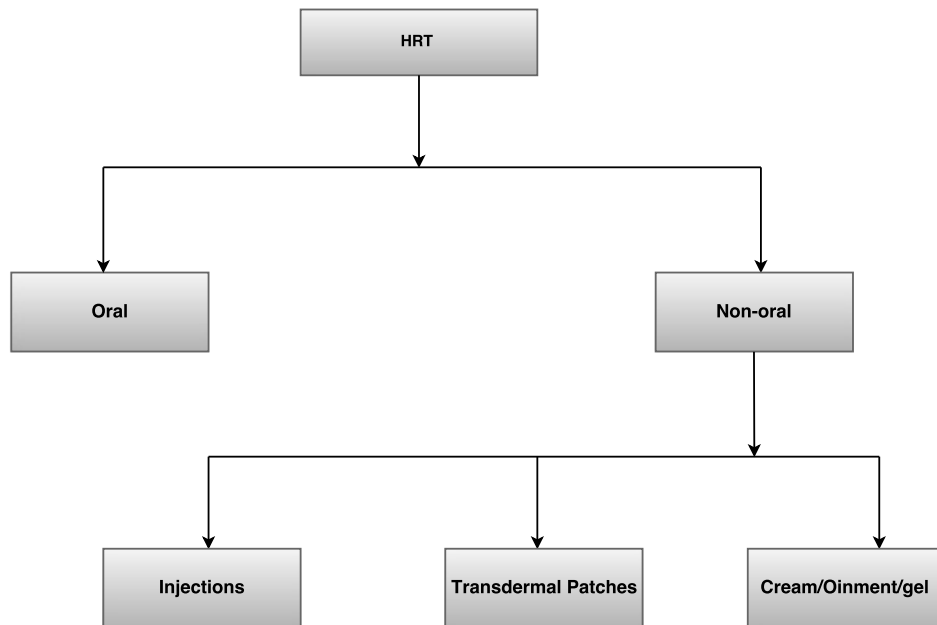 HRT
Oral
Non-oral
Injections
Transdermal Patches
Cream/Oinment/gel